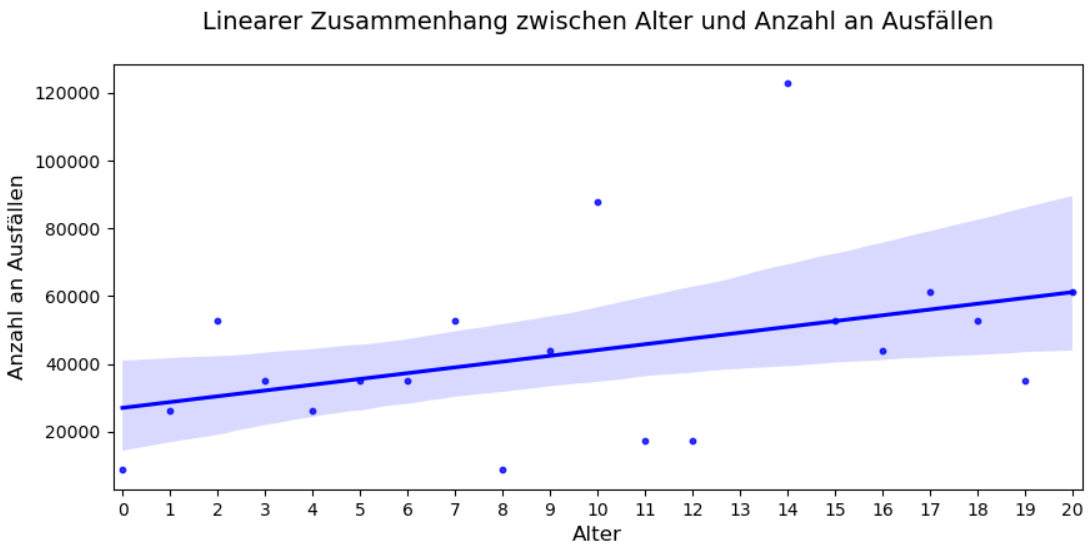 Linearer Zusammenhang zwischen Alter und Anzahl an Ausfällen
120000
100000
80000
60000
40000
20000
Anzahl an Ausfällen
0 1 2 3 4 5 6 7 8 9 10 11 12 13 14 15 16 17 18 19 20
Alter